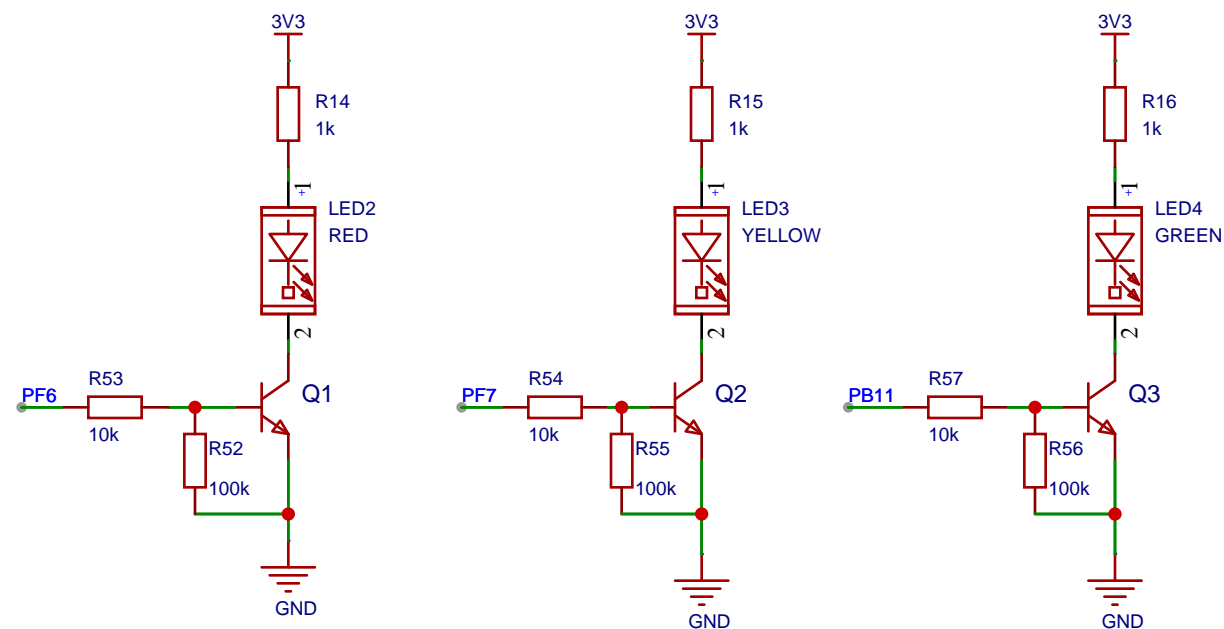 3V3
R14
1k
+1
LED2
RED
2
PF6
R53
10k
Q1
R52
100k
GND
3V3
R15
1k
+1
LED3
YELLOW
2
PF7
R54
10k
Q2
R55
100k
GND
3V3
R16
1k
+1
LED4
GREEN
2
PB11
R57
10k
Q3
R56
100k
GND